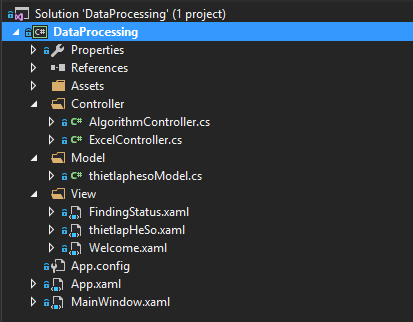 Solution 'DataProcessing' (1 project)
C# DataProcessing
Properties
References
Assets
Controller
C# AlgorithmController.cs
C# ExcelController.cs
Model
C# thietlaphesoModel.cs
View
FindingStatus.xaml
thietlapHeSo.xaml
Welcome.xaml
App.config
App.xaml
MainWindow.xaml